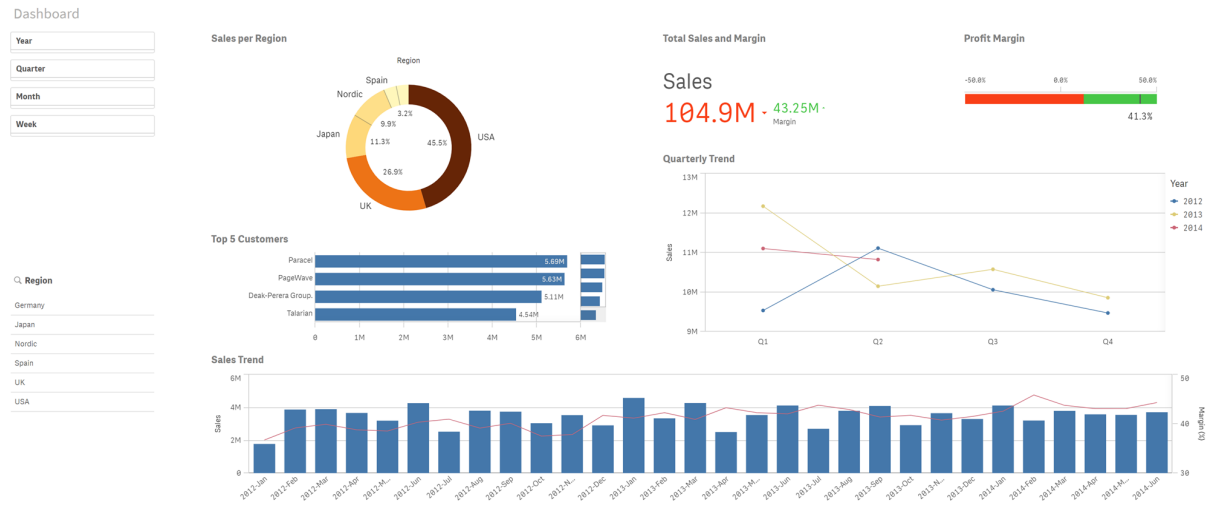 Dashboard
Year
Quarter
Month
Week
Region
Germany
Japan
Nordic
Spain
UK
USA
Sales per Region
Region
Spain
Nordic
Japan
UK
USA
3.2%
9.9%
11.3%
26.9%
45.5%
Top 5 Customers
Paracel
5.69M
PageWave
5.63M
Deak-Perera Group.
5.11M
Talarian
4.54M
0 1M 2M 3M 4M 5M 6M
Total Sales and Margin
Sales
104.9M
43.25M
Margin
Profit Margin
-50.0% 0.0% 50.0%
41.3%
Quarterly Trend
13M
12M
11M
10M
9M
Sales
Q1 Q2 Q3 Q4
Year
2012
2013
2014
Sales Trend
6M
4M
2M
0
Sales
50
40
30
Margin (%)
2012-Jan 2012-Feb 2012-Mar 2012-Apr 2012-M... 2012-Jun 2012-Jul 2012-Aug 2012-Sep 2012-Oct 2012-N... 2012-Dec 2013-Jan 2013-Feb 2013-Mar 2013-Apr 2013-M... 2013-Jun 2013-Jul 2013-Aug 2013-Sep 2013-Oct 2013-N... 2013-Dec 2014-Jan 2014-Feb 2014-Mar 2014-Apr 2014-M... 2014-Jun